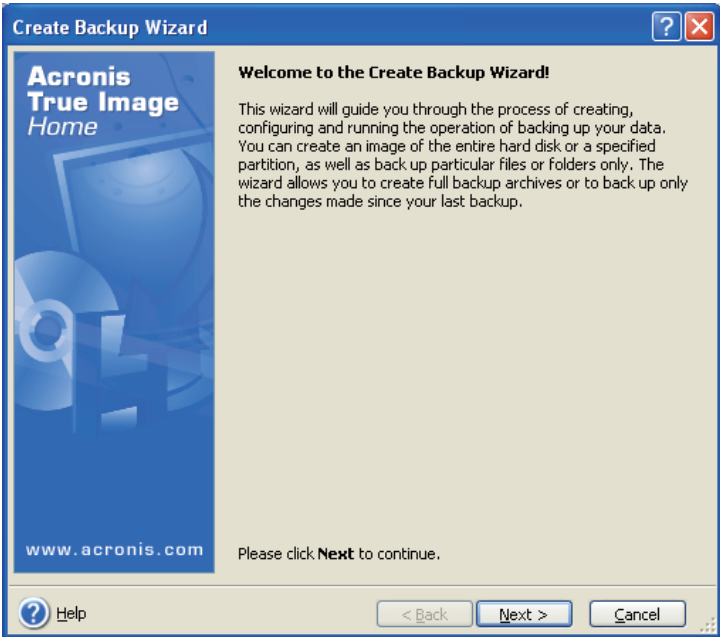 Create Backup Wizard
?
Acronis
True Image
Home
Welcome to the Create Backup Wizard!
This wizard will guide you through the process of creating,
configuring and running the operation of backing up your data.
You can create an image of the entire hard disk or a specified
partition, as well as back up particular files or folders only. The
wizard allows you to create full backup archives or to back up only
the changes made since your last backup.
www.acronis.com
Please click Next to continue.
? Help
< Back
Next >
Cancel